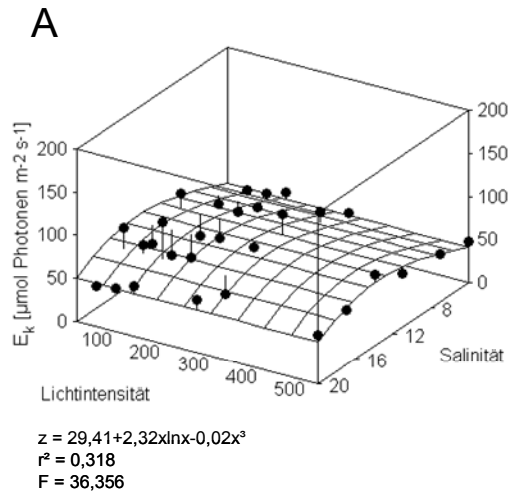 A
200
150
100
50
0
200
150
100
50
0
E_k [µmol Photonen m-2 s-1]
100
200
300
400
500
Lichtintensität
20
16
12
8
Salinität
z = 29,41+2,32xlnx-0,02x³
r² = 0,318
F = 36,356